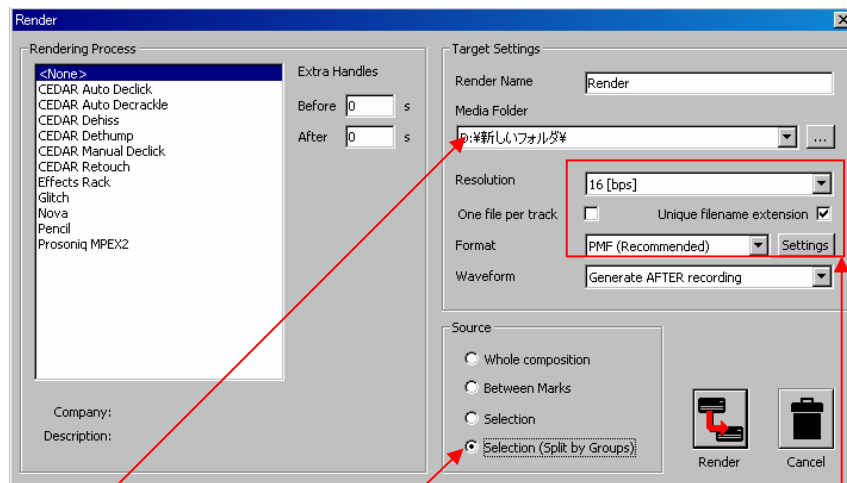 Render
Rendering Process
<None>
CEDAR Auto Declick
CEDAR Auto Decrackle
CEDAR Dehiss
CEDAR Dethump
CEDAR Manual Declick
CEDAR Retouch
Effects Rack
Glitch
Nova
Pencil
Prosoniq MPEX2
Extra Handles
Before 0 s
After 0 s
Company:
Description:
Target Settings
Render Name Render
Media Folder
D:¥新しいフォルダ¥ ...
Resolution 16 [bps]
One file per track Unique filename extension
Format PMF (Recommended) Settings
Waveform Generate AFTER recording
Source
Whole composition
Between Marks
Selection
Selection (Split by Groups)
Render Cancel